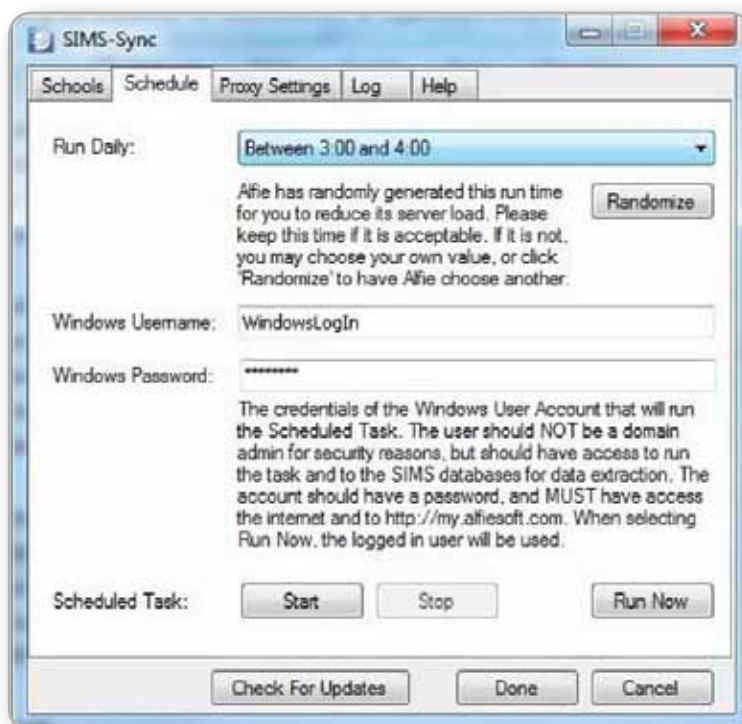 SIMS-Sync
Schools Schedule Proxy Settings Log Help
Run Daily: Between 3:00 and 4:00
Alfie has randomly generated this run time
for you to reduce its server load. Please
keep this time if it is acceptable. If it is not,
you may choose your own value, or click
'Randomize' to have Alfie choose another.
Randomize
Windows Username: WindowsLogIn
Windows Password: ********
The credentials of the Windows User Account that will run
the Scheduled Task. The user should NOT be a domain
admin for security reasons, but should have access to run
the task and to the SIMS databases for data extraction. The
account should have a password, and MUST have access
the internet and to http://my.alfiesoft.com. When selecting
Run Now, the logged in user will be used.
Scheduled Task: Start Stop Run Now
Check For Updates Done Cancel